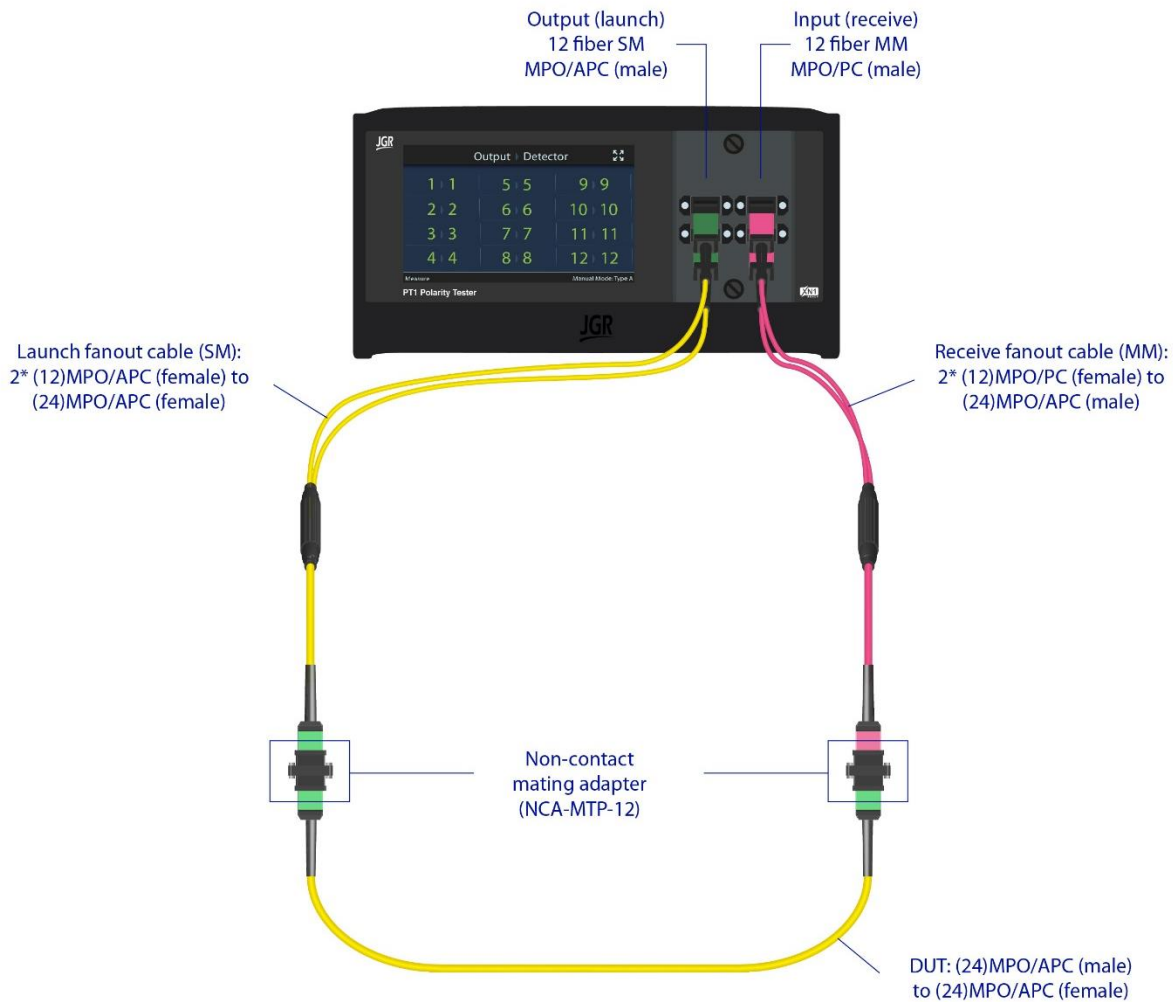 Output (launch)
12 fiber SM
MPO/APC (male)
Input (receive)
12 fiber MM
MPO/PC (male)
JGR
Output Detector
1 1 5 5 9 9
2 2 6 6 10 10
3 3 7 7 11 11
4 4 8 8 12 12
Measure Manual Mode: Type A
PT1 Polarity Tester
XN1
JGR
Launch fanout cable (SM):
2* (12)MPO/APC (female) to
(24)MPO/APC (female)
Receive fanout cable (MM):
2* (12)MPO/PC (female) to
(24)MPO/APC (male)
Non-contact
mating adapter
(NCA-MTP-12)
DUT: (24)MPO/APC (male)
to (24)MPO/APC (female)